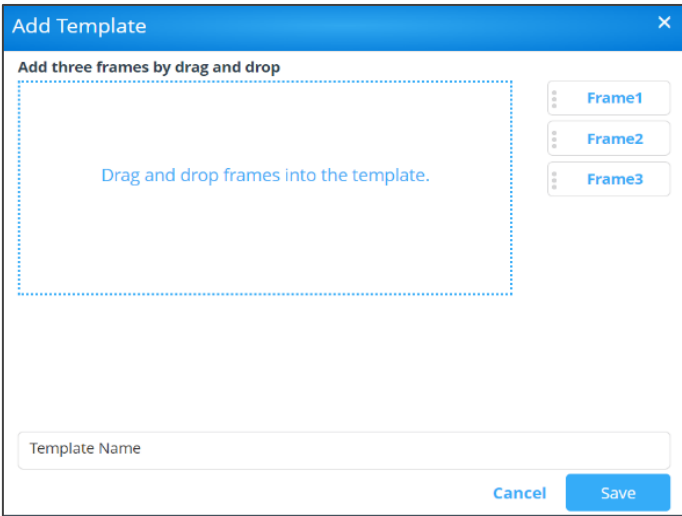 Add Template
Add three frames by drag and drop
Frame1
Frame2
Frame3
Drag and drop frames into the template.
Template Name
Cancel
Save